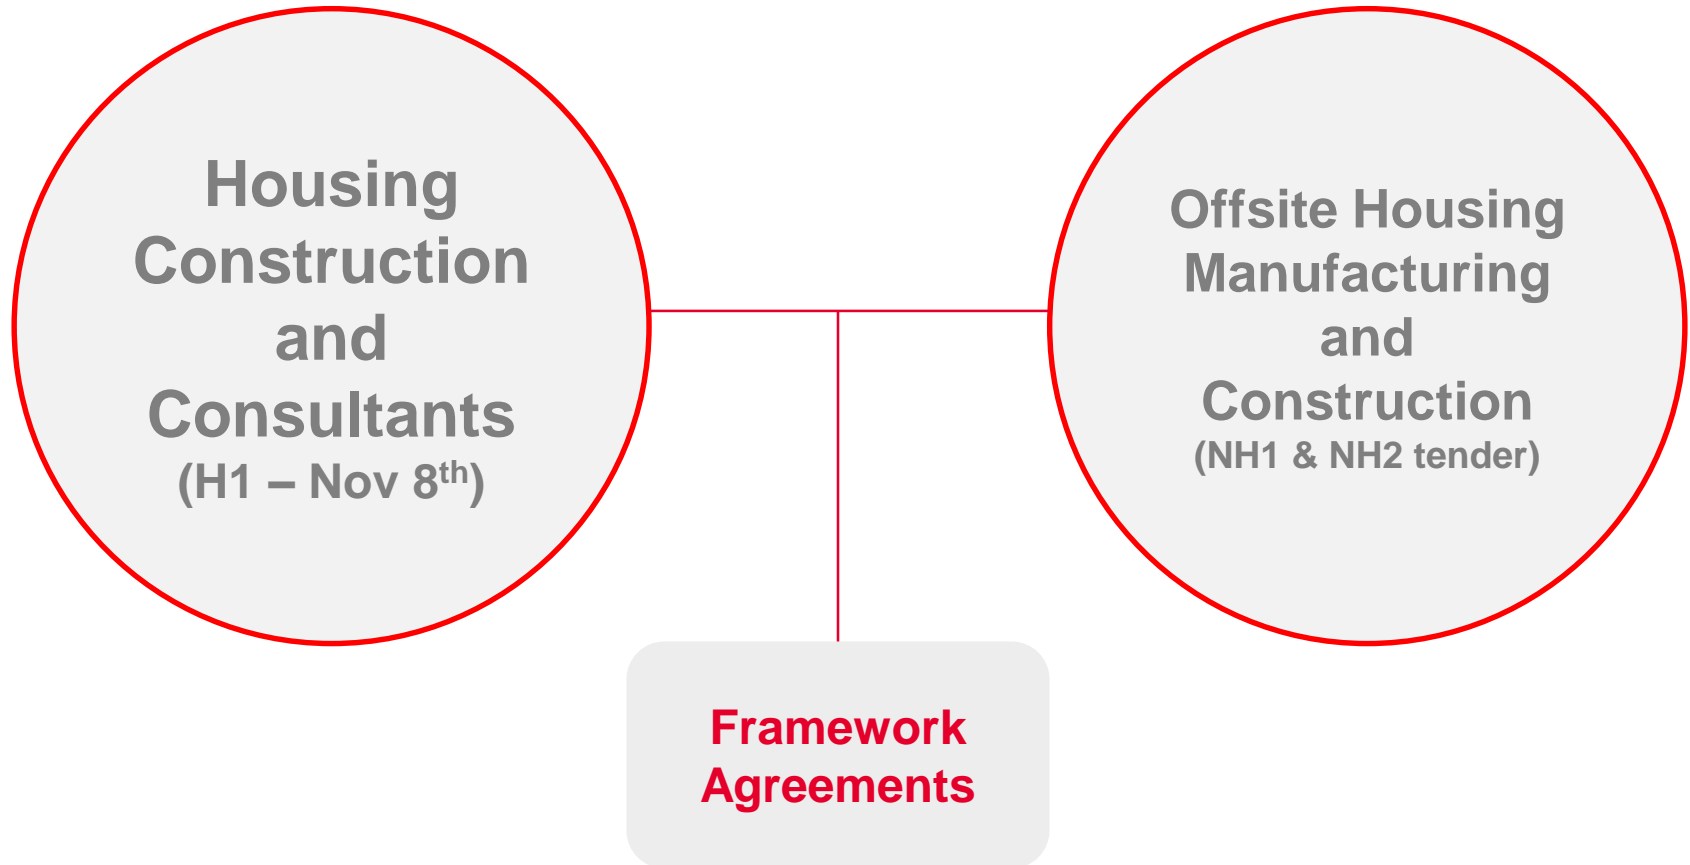 Housing
Construction
and
Consultants
(H1 – Nov 8th)
Offsite Housing
Manufacturing
and
Construction
(NH1 & NH2 tender)
Framework
Agreements